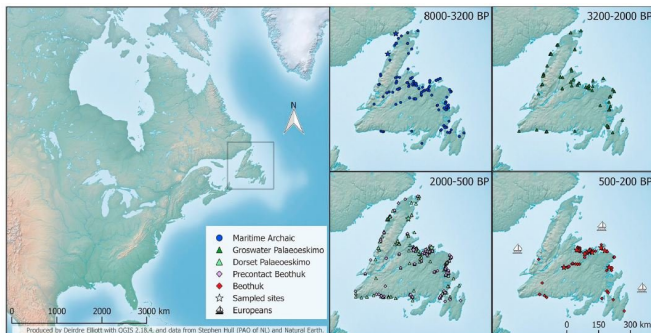 8000-3200 BP
3200-2000 BP
N
Maritime Archaic
Groswater Palaeoeskimo
Dorset Palaeoeskimo
Precontact Beothuk
Beothuk
Sampled sites
Europeans
0 1000 2000 3000 km
Produced by Deirdre Elliott with QGIS 2.18.4, and data from Stephen Hull (PAO of NL) and Natural Earth.
2000-500 BP
500-200 BP
0 150 300 km